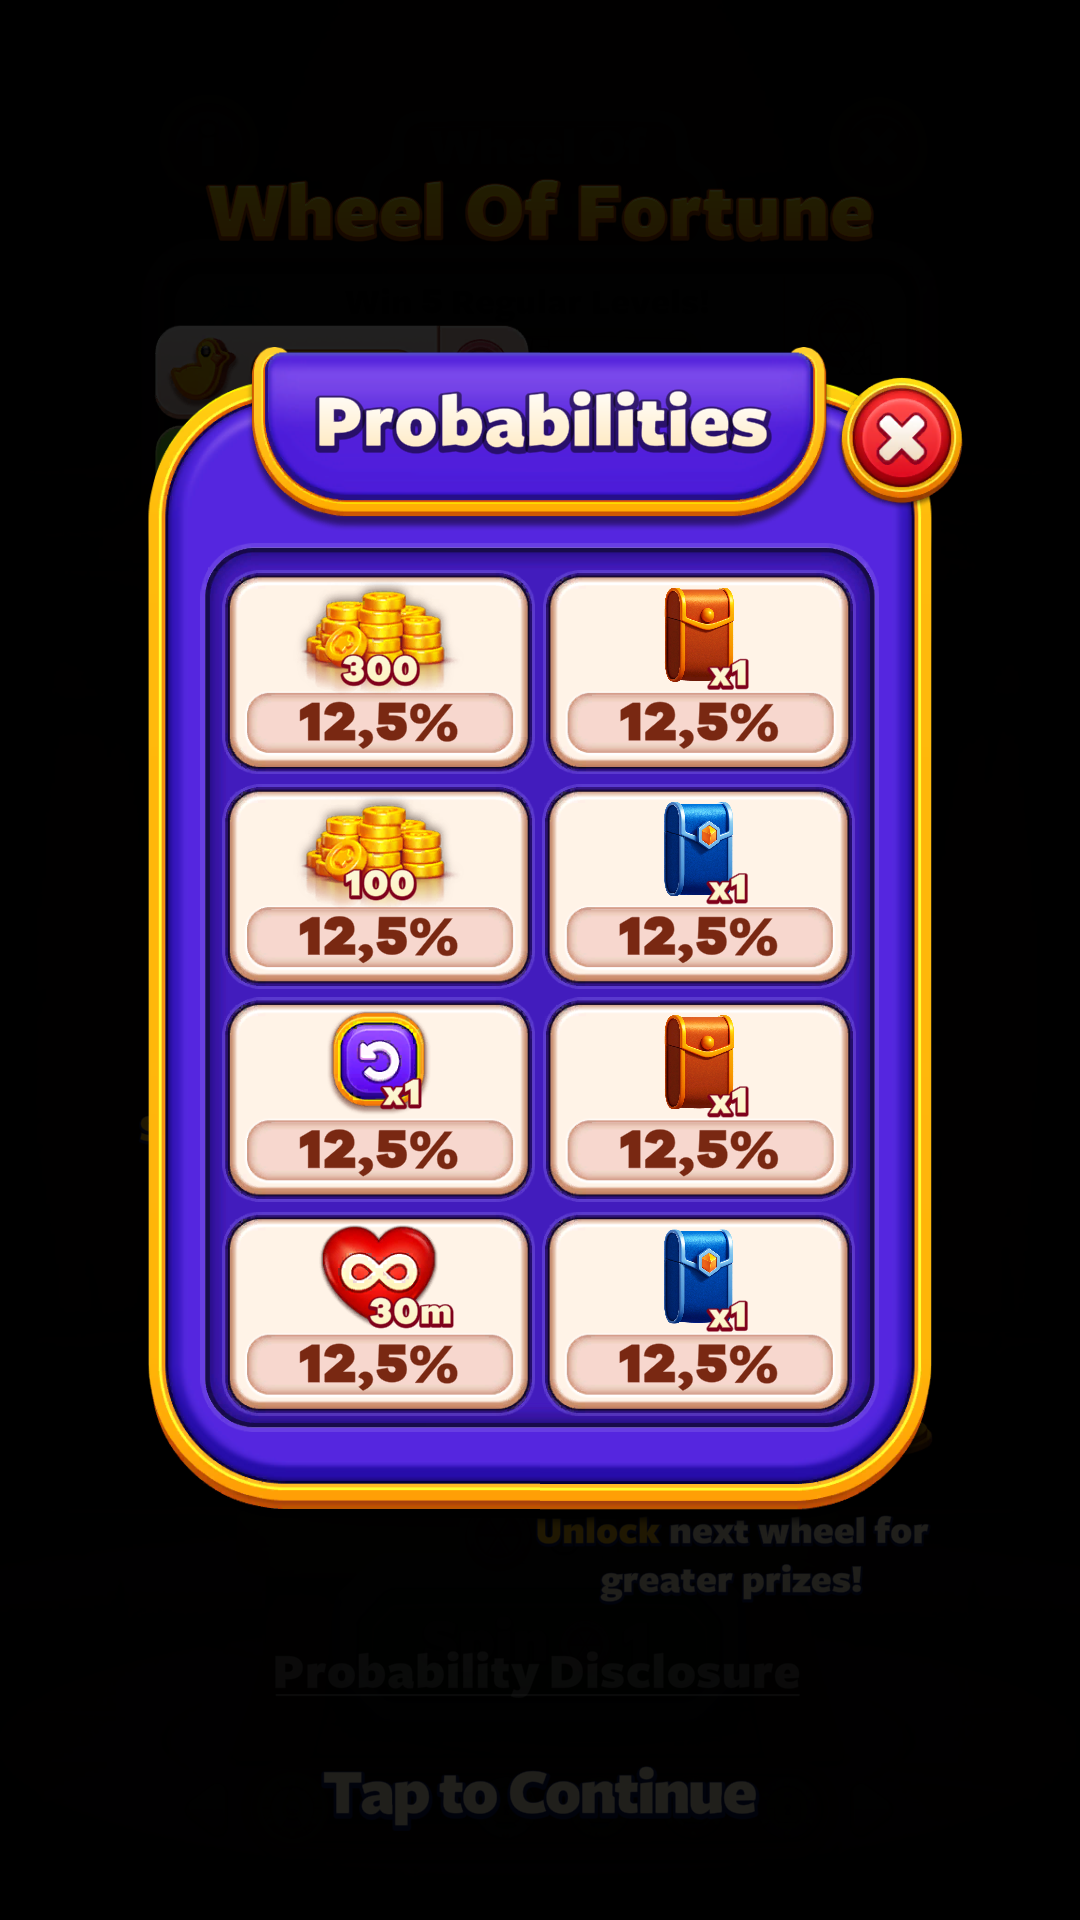 Wheel Of Fortune
Probabilities
300
x1
12,5%
12,5%
100
x1
12,5%
12,5%
x1
x1
12,5%
12,5%
30m
x1
12,5%
12,5%
Unlock next wheel for
greater prizes!
Probability Disclosure
Tap to Continue